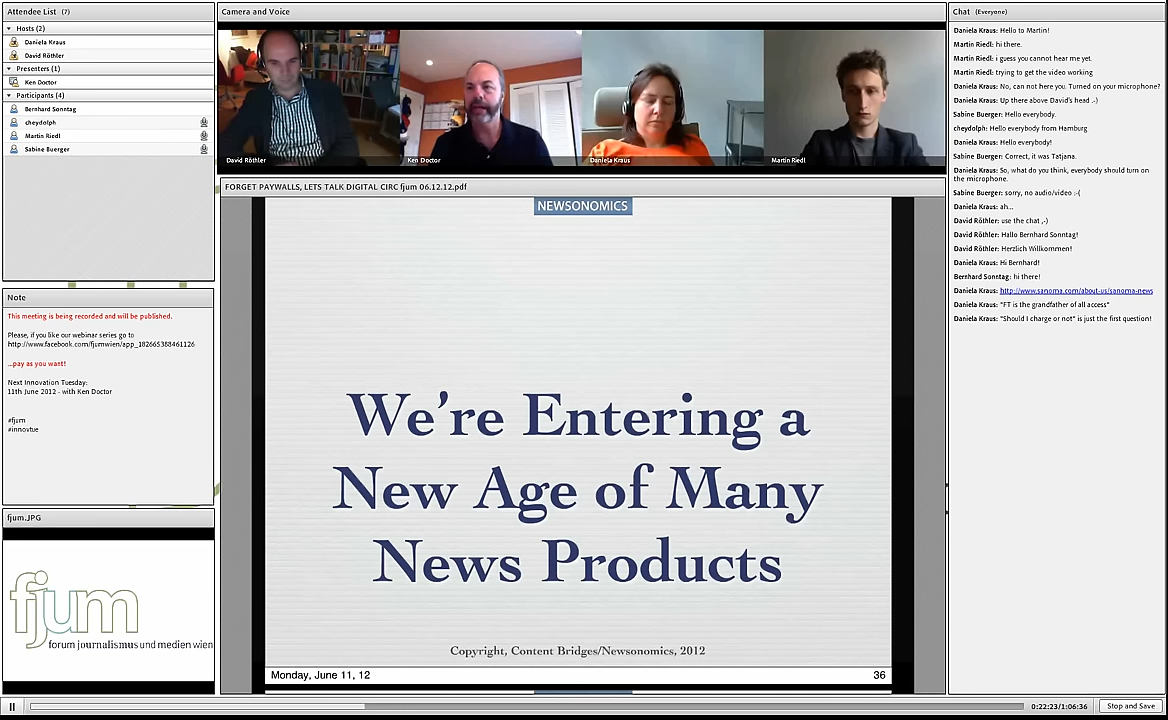 Attendee List (7)
Hosts (2)
Daniela Kraus
David Röthler
Presenters (1)
Ken Doctor
Participants (4)
Bernhard Sonntag
cheydolph
Martin Riedl
Sabine Buerger
Note
This meeting is being recorded and will be published.
Please, if you like our webinar series go to
http://www.facebook.com/fjumwien/app_182665388461126
...pay as you want!
Next Innovation Tuesday:
11th June 2012 - with Ken Doctor
#fjum
#innovtue
fjum.JPG
fjum
forum journalismus und medien wien
Camera and Voice
David Röthler
Ken Doctor
Daniela Kraus
Martin Riedl
FORGET PAYWALLS, LETS TALK DIGITAL CIRC fjum 06.12.12.pdf
NEWSONOMICS
We're Entering a
New Age of Many
News Products
Copyright, Content Bridges/Newsonomics, 2012
Monday, June 11, 12
36
Chat (Everyone)
Daniela Kraus: Hello to Martin!
Martin Riedl: hi there.
Martin Riedl: i guess you cannot hear me yet.
Martin Riedl: trying to get the video working
Daniela Kraus: No, can not here you. Turned on your microphone?
Daniela Kraus: Up there above David's head .-)
Sabine Buerger: Hello everybody.
cheydolph: Hello everybody from Hamburg
Daniela Kraus: Hello everybody!
Sabine Buerger: Correct, it was Tatjana.
Daniela Kraus: So, what do you think, everybody should turn on
the microphone.
Sabine Buerger: sorry, no audio/video :-(
Daniela Kraus: ah...
David Röthler: use the chat ,-)
David Röthler: Hallo Bernhard Sonntag!
David Röthler: Herzlich Willkommen!
Daniela Kraus: Hi Bernhard!
Bernhard Sonntag: hi there!
Daniela Kraus: http://www.sanoma.com/about-us/sanoma-news
Daniela Kraus: "FT is the grandfather of all access"
Daniela Kraus: "Should I charge or not" is just the first question!
0:22:23/1:06:36
Stop and Save